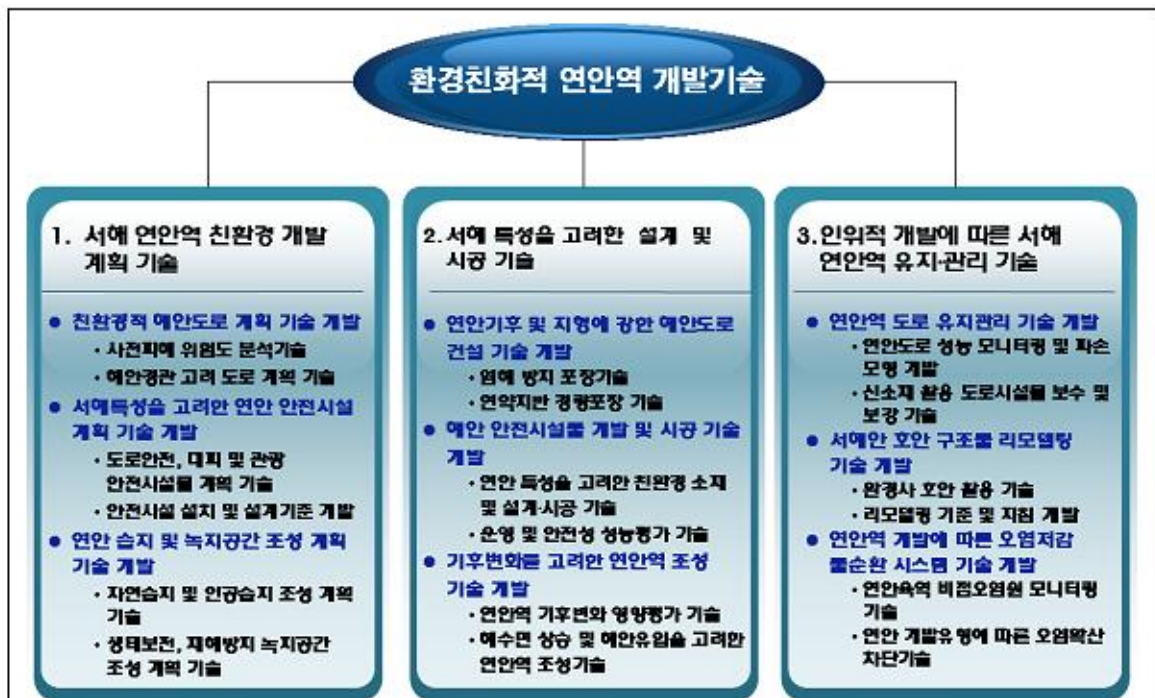 환경친화적 연안역 개발기술
1. 서해 연안역 친환경 개발
계획 기술
● 친환경적 해안도로 계획 기술 개발
• 사전피해 위험도 분석기술
• 해안경관 고려 도로 계획 기술
● 서해특성을 고려한 연안 안전시설
계획 기술 개발
• 도로안전, 대피 및 관광
안전시설물 계획 기술
• 안전시설 설치 및 설계기준 개발
● 연안 습지 및 녹지공간 조성 계획
기술 개발
• 자연습지 및 인공습지 조성 계획
기술
• 생태보전, 재해방지 녹지공간
조성 계획 기술
2. 서해 특성을 고려한 설계 및
시공 기술
● 연안기후 및 지형에 강한 해안도로
건설 기술 개발
• 염해 방지 포장기술
• 연약지반 경량포장 기술
● 해안 안전시설물 개발 및 시공 기술
개발
• 연안 특성을 고려한 친환경 소재
및 설계·시공 기술
• 운영 및 안전성 성능평가 기술
● 기후변화를 고려한 연안역 조성
기술 개발
• 연안역 기후변화 영향평가 기술
• 해수면 상승 및 해안유입을 고려한
연안역 조성기술
3. 인위적 개발에 따른 서해
연안역 유지·관리 기술
● 연안역 도로 유지관리 기술 개발
• 연안도로 성능 모니터링 및 파손
모형 개발
• 신소재 활용 도로시설물 보수 및
보강 기술
● 서해안 호안 구조물 리모델링
기술 개발
• 완경사 호안 활용 기술
• 리모델링 기준 및 지침 개발
● 연안역 개발에 따른 오염저감
물순환 시스템 기술 개발
• 연안육역 비점오염원 모니터링
기술
• 연안 개발유형에 따른 오염확산
차단기술